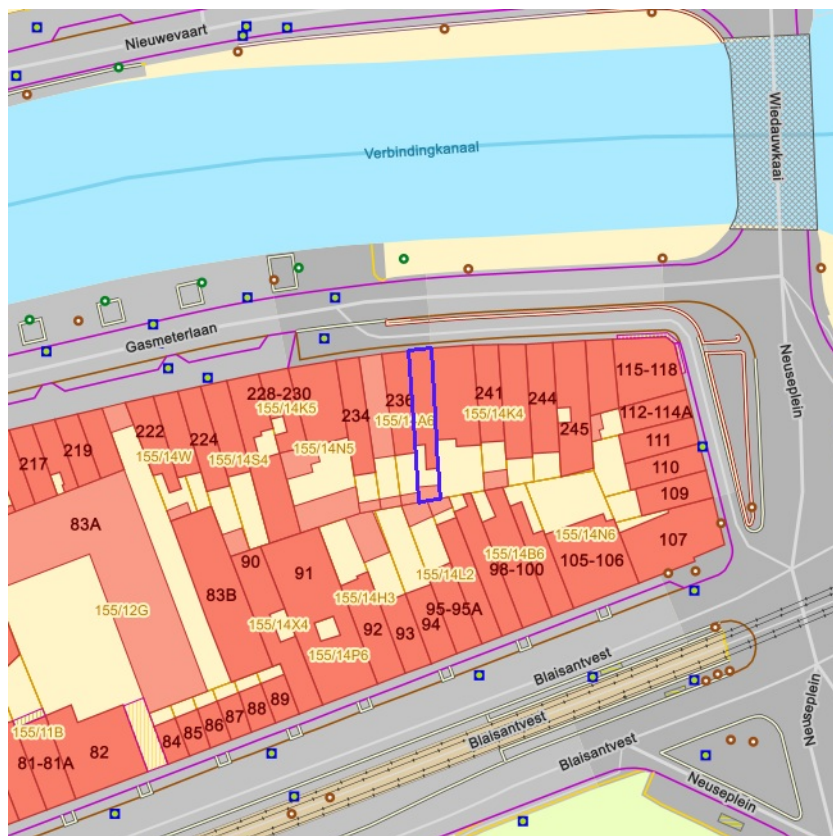 Nieuwevaart
Wiedauwkaai
Verbindingkanaal
Gasmeterlaan
Neuseplein
228-230
155/14K5
234
236
155/14A6
241
155/14K4
244
245
115-118
112-114A
111
110
109
107
217
219
222
155/14W
224
155/14S4
155/14N5
83A
155/12G
83B
90
91
155/14X4
155/14P6
155/14H3
92
93
94
95-95A
155/14L2
98-100
155/14B6
105-106
155/14N6
155/11B
81-81A
82
84
85
86
87
88
89
Blaisantvest
Blaisantvest
Blaisantvest
Neuseplein
Neuseplein